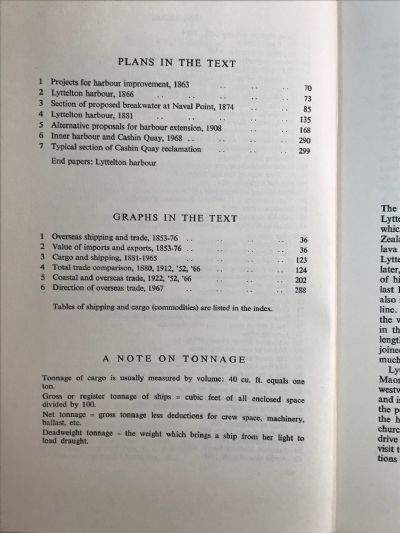 PLANS IN THE TEXT
1 Projects for harbour improvement, 1863 .. .. .. 70
2 Lyttelton harbour, 1866 .. .. .. .. 73
3 Section of proposed breakwater at Naval Point, 1874 .. .. 85
4 Lyttelton harbour, 1881 .. .. .. .. 135
5 Alternative proposals for harbour extension, 1908 .. .. 168
6 Inner harbour and Cashin Quay, 1968 .. .. .. 290
7 Typical section of Cashin Quay reclamation .. .. 299
End papers: Lyttelton harbour
GRAPHS IN THE TEXT
1 Overseas shipping and trade, 1853-76 .. .. .. .. 36
2 Value of imports and exports, 1853-76 .. .. .. .. 36
3 Cargo and shipping, 1881-1965 .. .. .. .. 123
4 Total trade comparison, 1880, 1912, '52, '66 .. .. .. 124
5 Coastal and overseas trade, 1922, '52, '66 .. .. .. 202
6 Direction of overseas trade, 1967 .. .. .. .. 288
Tables of shipping and cargo (commodities) are listed in the index.
A NOTE ON TONNAGE
Tonnage of cargo is usually measured by volume: 40 cu. ft. equals one
ton.
Gross or register tonnage of ships = cubic feet of all enclosed space
divided by 100.
Net tonnage = gross tonnage less deductions for crew space, machinery,
ballast, etc.
Deadweight tonnage – the weight which brings a ship from her light to
load draught.
The
Lytte
which
Zeala
lava
Lytte
later,
of hi
last
also
line.
the v
in th
length
joined
much
Ly
Maor
westw
and i
the p
the h
churc
drive
visit t
tions